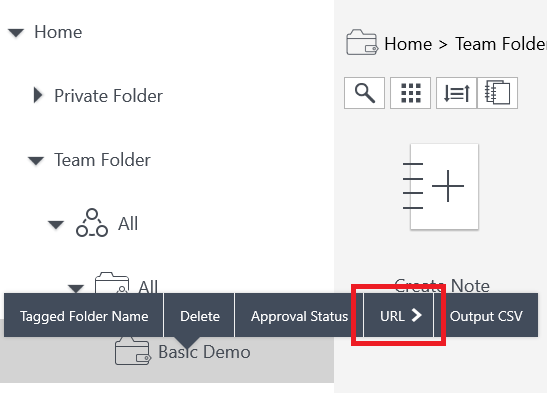 Home
Private Folder
Team Folder
All
All
Home > Team Folder
Create Note
Tagged Folder Name Delete Approval Status URL Output CSV
Basic Demo